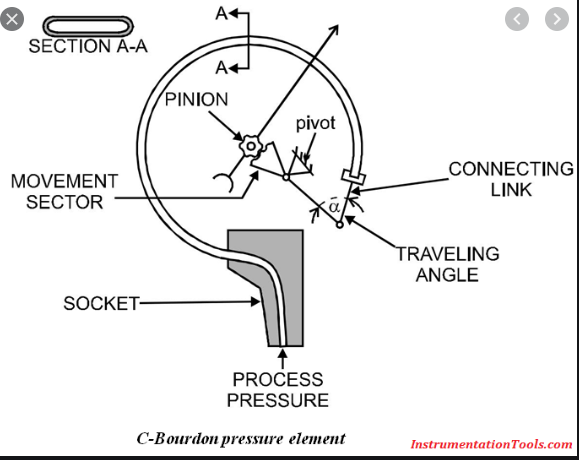 SECTION A-A
A
A
PINION
pivot
MOVEMENT
SECTOR
CONNECTING
LINK
α
TRAVELING
ANGLE
SOCKET
PROCESS
PRESSURE
C-Bourdon pressure element
InstrumentationTools.com